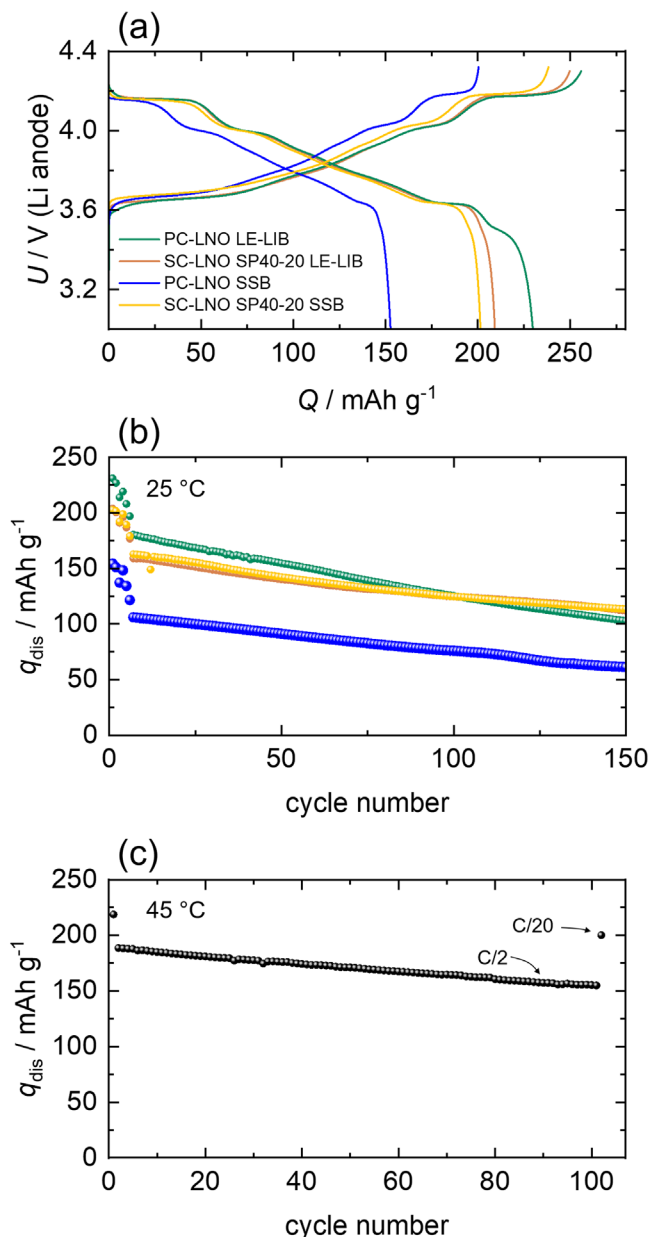 (a)
4.4
4.0
3.6
3.2
U / V (Li anode)
PC-LNO LE-LIB
SC-LNO SP40-20 LE-LIB
PC-LNO SSB
SC-LNO SP40-20 SSB
0 50 100 150 200 250
Q / mAh g⁻¹
(b)
250
200
150
100
50
0
q_dis / mAh g⁻¹
25 °C
0 50 100 150
cycle number
(c)
250
200
150
100
50
0
q_dis / mAh g⁻¹
45 °C
C/20
C/2
0 20 40 60 80 100
cycle number